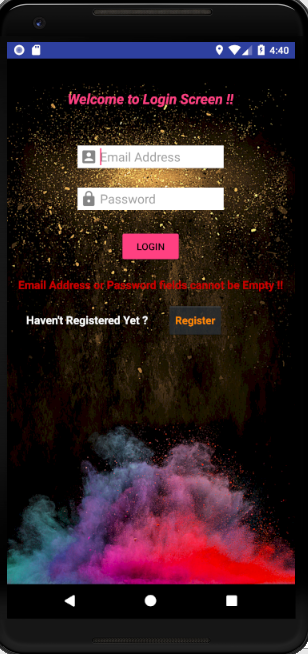 4:40
Welcome to Login Screen !!
Email Address
Password
LOGIN
Email Address or Password fields cannot be Empty !!
Haven't Registered Yet ? Register